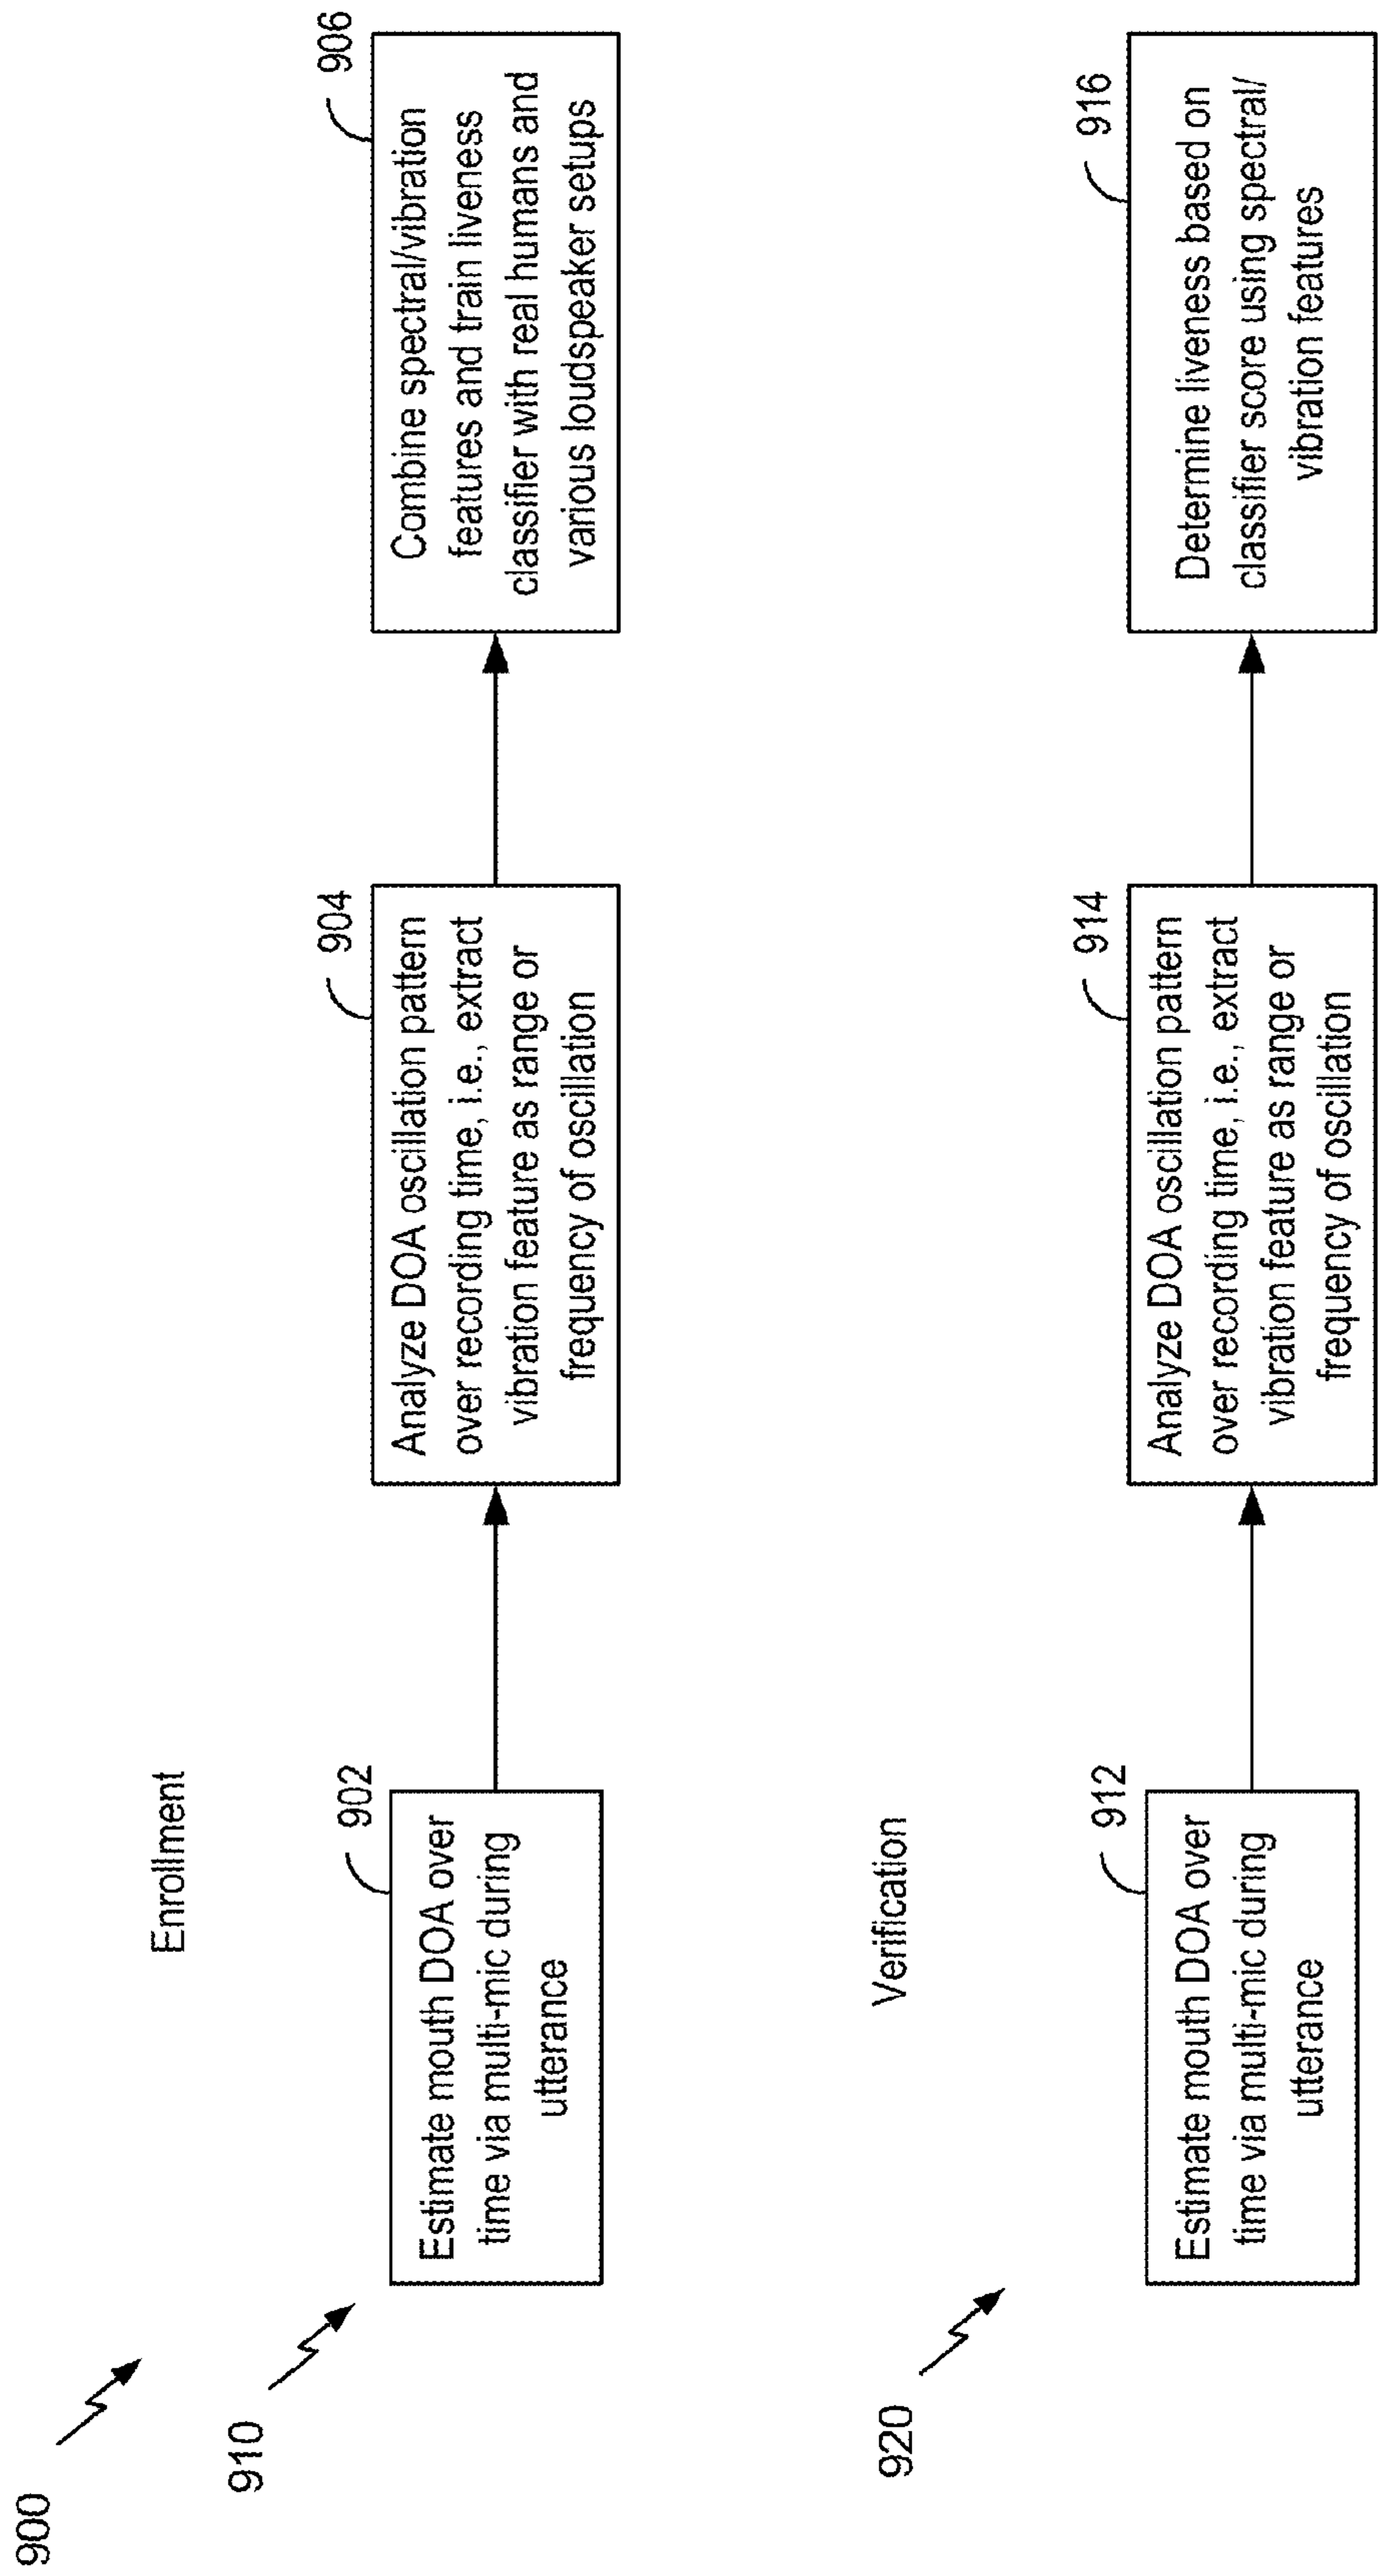 900
Enrollment
910
902
Estimate mouth DOA over
time via multi-mic during
utterance
904
Analyze DOA oscillation pattern
over recording time, i.e., extract
vibration feature as range or
frequency of oscillation
906
Combine spectral/vibration
features and train liveness
classifier with real humans and
various loudspeaker setups
Verification
920
912
Estimate mouth DOA over
time via multi-mic during
utterance
914
Analyze DOA oscillation pattern
over recording time, i.e., extract
vibration feature as range or
frequency of oscillation
916
Determine liveness based on
classifier score using spectral/
vibration features